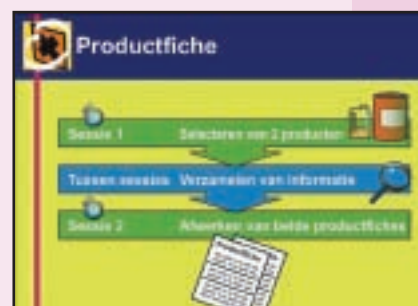 Productfiche
Sessie 1 Selecteren van 2 producten
Tussen sessies Verzamelen van informatie
Sessie 2 Afwerken van beide productfiches